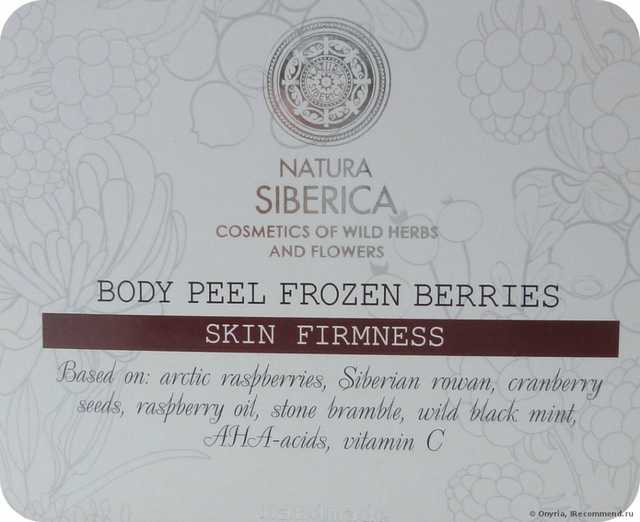 NATURA
SIBERICA
COSMETICS OF WILD HERBS
AND FLOWERS
BODY PEEL FROZEN BERRIES
SKIN FIRMNESS
Based on: arctic raspberries, Siberian rowan, cranberry
seeds, raspberry oil, stone bramble, wild black mint,
AHA-acids, vitamin C
© Onyria, IRecommend.ru